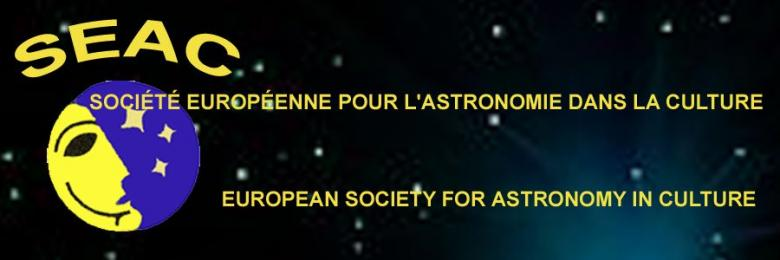 SEAC
SOCIÉTÉ EUROPÉENNE POUR L'ASTRONOMIE DANS LA CULTURE
EUROPEAN SOCIETY FOR ASTRONOMY IN CULTURE